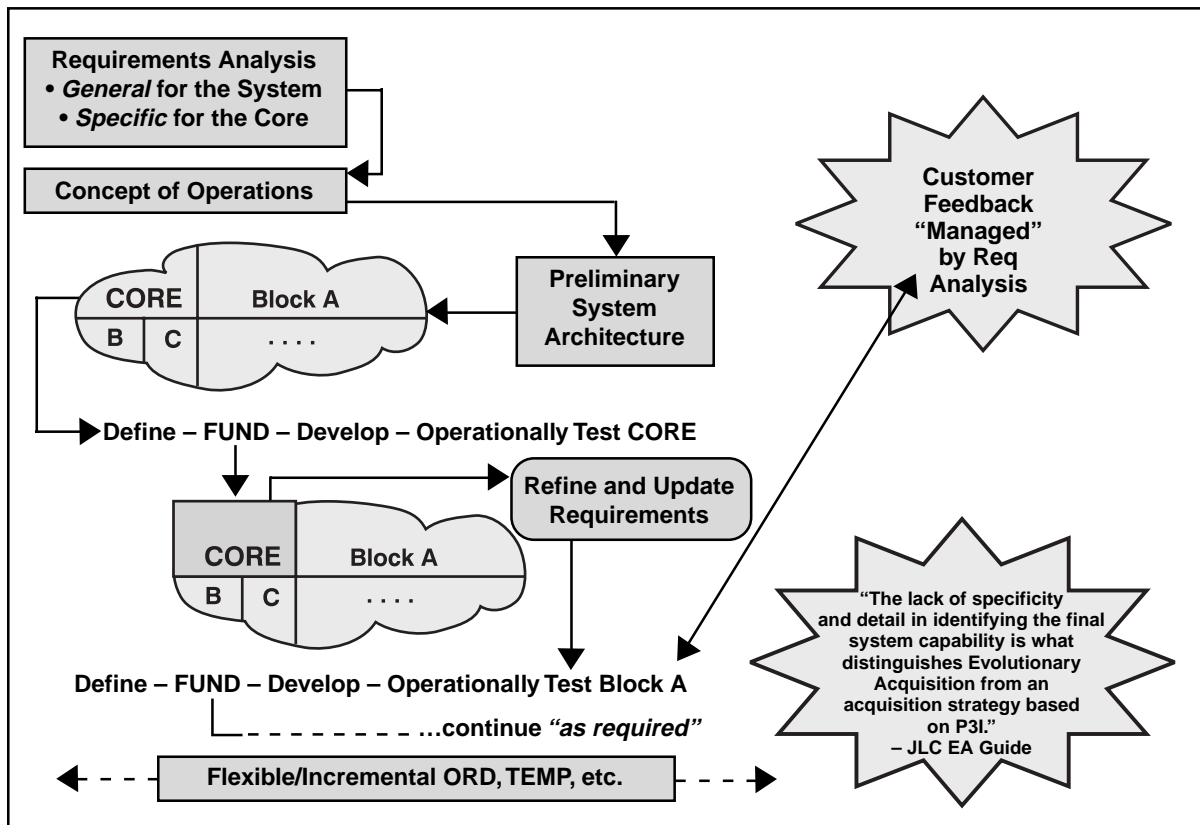 Requirements Analysis
• General for the System
• Specific for the Core
Concept of Operations
Preliminary
System
Architecture
CORE
Block A
B
C
. . . .
Customer
Feedback
“Managed”
by Req
Analysis
Define – FUND – Develop – Operationally Test CORE
Refine and Update
Requirements
CORE
Block A
B
C
. . . .
Define – FUND – Develop – Operationally Test Block A
…continue “as required”
Flexible/Incremental ORD, TEMP, etc.
“The lack of specificity
and detail in identifying the final
system capability is what
distinguishes Evolutionary
Acquisition from an
acquisition strategy based
on P3I.”
– JLC EA Guide